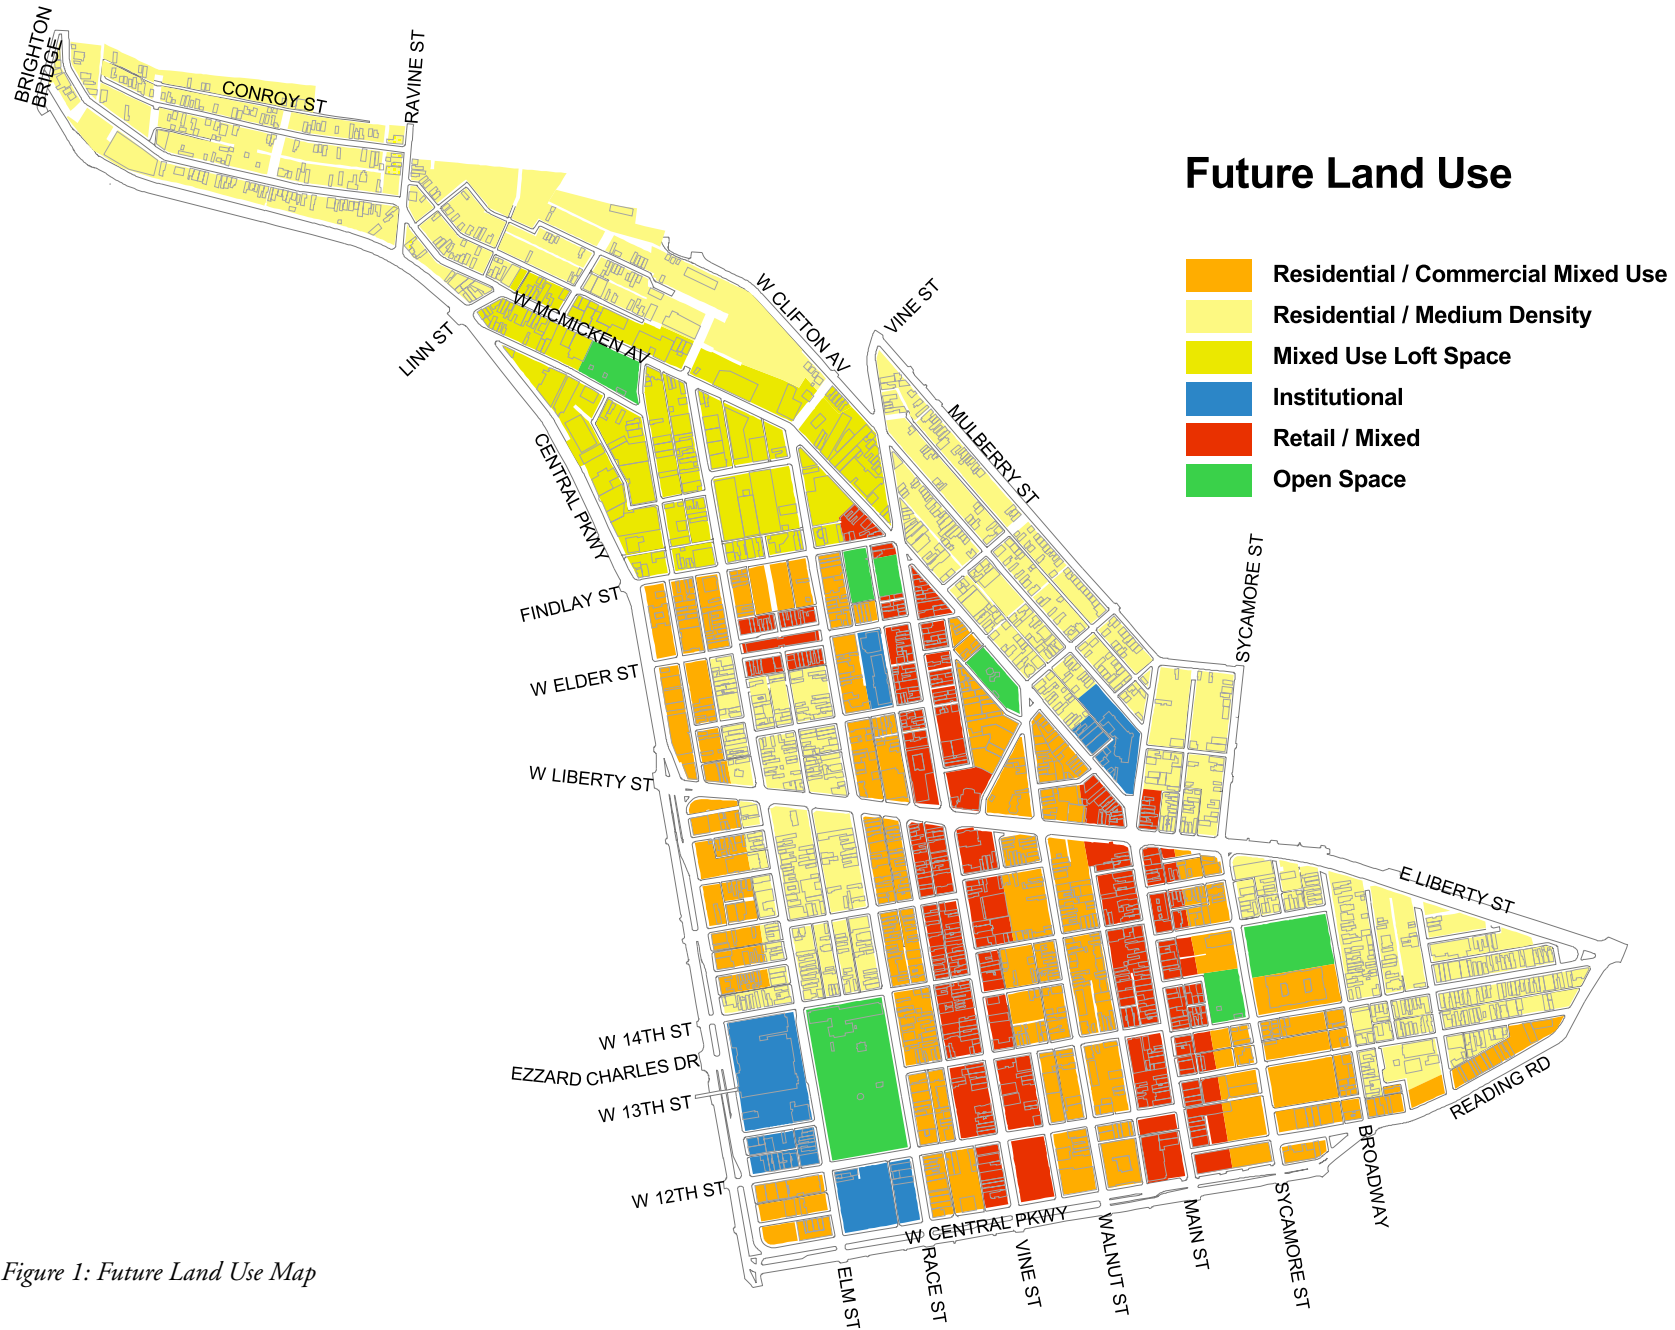 BRIGHTON
BRIDGE
CONROY ST
RAVINE ST
Future Land Use
Residential / Commercial Mixed Use
Residential / Medium Density
Mixed Use Loft Space
Institutional
Retail / Mixed
Open Space
W CLIFTON AV
VINE ST
W MCMICKEN AV
LINN ST
MULBERRY ST
CENTRAL PKWY
SYCAMORE ST
FINDLAY ST
W ELDER ST
W LIBERTY ST
E LIBERTY ST
W 14TH ST
EZZARD CHARLES DR
W 13TH ST
READING RD
BROADWAY
W 12TH ST
W CENTRAL PKWY
ELM ST
RACE ST
VINE ST
WALNUT ST
MAIN ST
SYCAMORE ST
Figure 1: Future Land Use Map